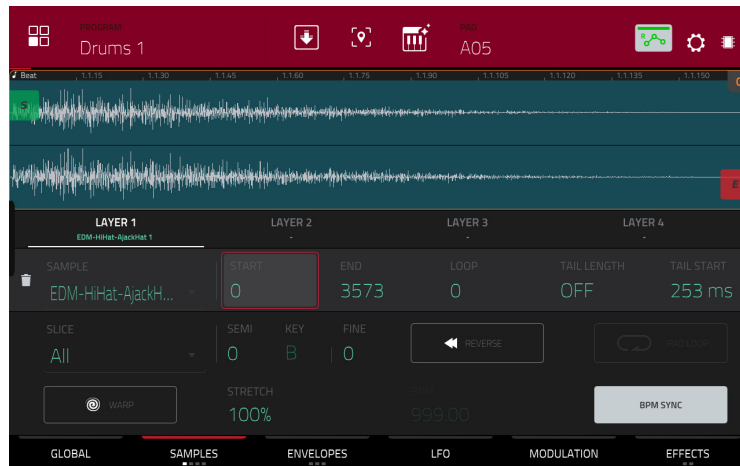 PROGRAM
PAD
Drums 1
A05
Beat
1.1.15
1.1.30
1.1.45
1.1.60
1.1.75
1.1.90
1.1.105
1.1.120
1.1.135
1.1.150
S
E
LAYER 1
LAYER 2
LAYER 3
LAYER 4
EDM-HiHat-AjackHat 1
-
-
-
SAMPLE
START
END
LOOP
TAIL LENGTH
TAIL START
EDM-HiHat-AjackH...
0
3573
0
OFF
253 ms
SLICE
SEMI
KEY
FINE
REVERSE
PAD LOOP
All
0
B
0
WARP
STRETCH
BPM
BPM SYNC
100%
999.00
GLOBAL
SAMPLES
ENVELOPES
LFO
MODULATION
EFFECTS